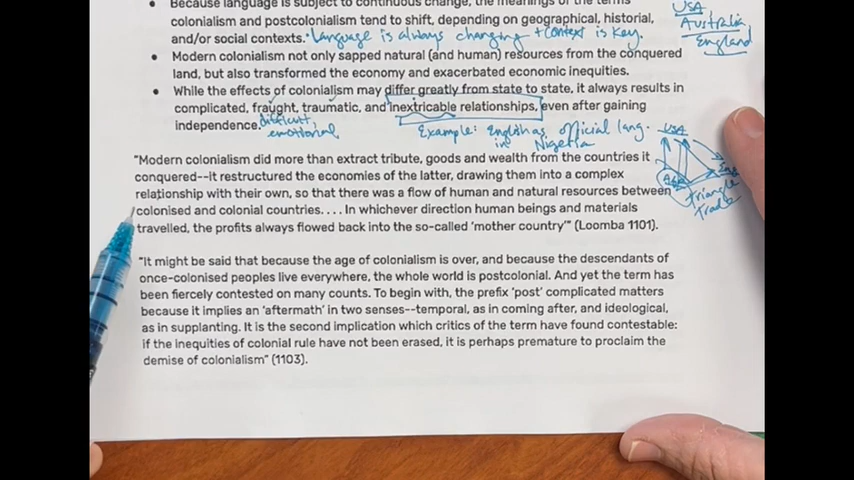 Because language is subject to continuous change, the meanings of the terms
colonialism and postcolonialism tend to shift, depending on geographical, historical,
and/or social contexts. • Language is always changing + context is key.
USA
Australia
England
Modern colonialism not only sapped natural (and human) resources from the conquered
land, but also transformed the economy and exacerbated economic inequities.
While the effects of colonialism may differ greatly from state to state, it always results in
complicated, fraught, traumatic, and inextricable relationships, even after gaining
independence. difficult,
emotional
Example: English as official lang.
in Nigeria
USA
Triangle
Trade
"Modern colonialism did more than extract tribute, goods and wealth from the countries it
conquered--it restructured the economies of the latter, drawing them into a complex
relationship with their own, so that there was a flow of human and natural resources between
colonised and colonial countries. . . . In whichever direction human beings and materials
travelled, the profits always flowed back into the so-called 'mother country'" (Loomba 1101).
"It might be said that because the age of colonialism is over, and because the descendants of
once-colonised peoples live everywhere, the whole world is postcolonial. And yet the term has
been fiercely contested on many counts. To begin with, the prefix 'post' complicated matters
because it implies an 'aftermath' in two senses--temporal, as in coming after, and ideological,
as in supplanting. It is the second implication which critics of the term have found contestable:
if the inequities of colonial rule have not been erased, it is perhaps premature to proclaim the
demise of colonialism" (1103).